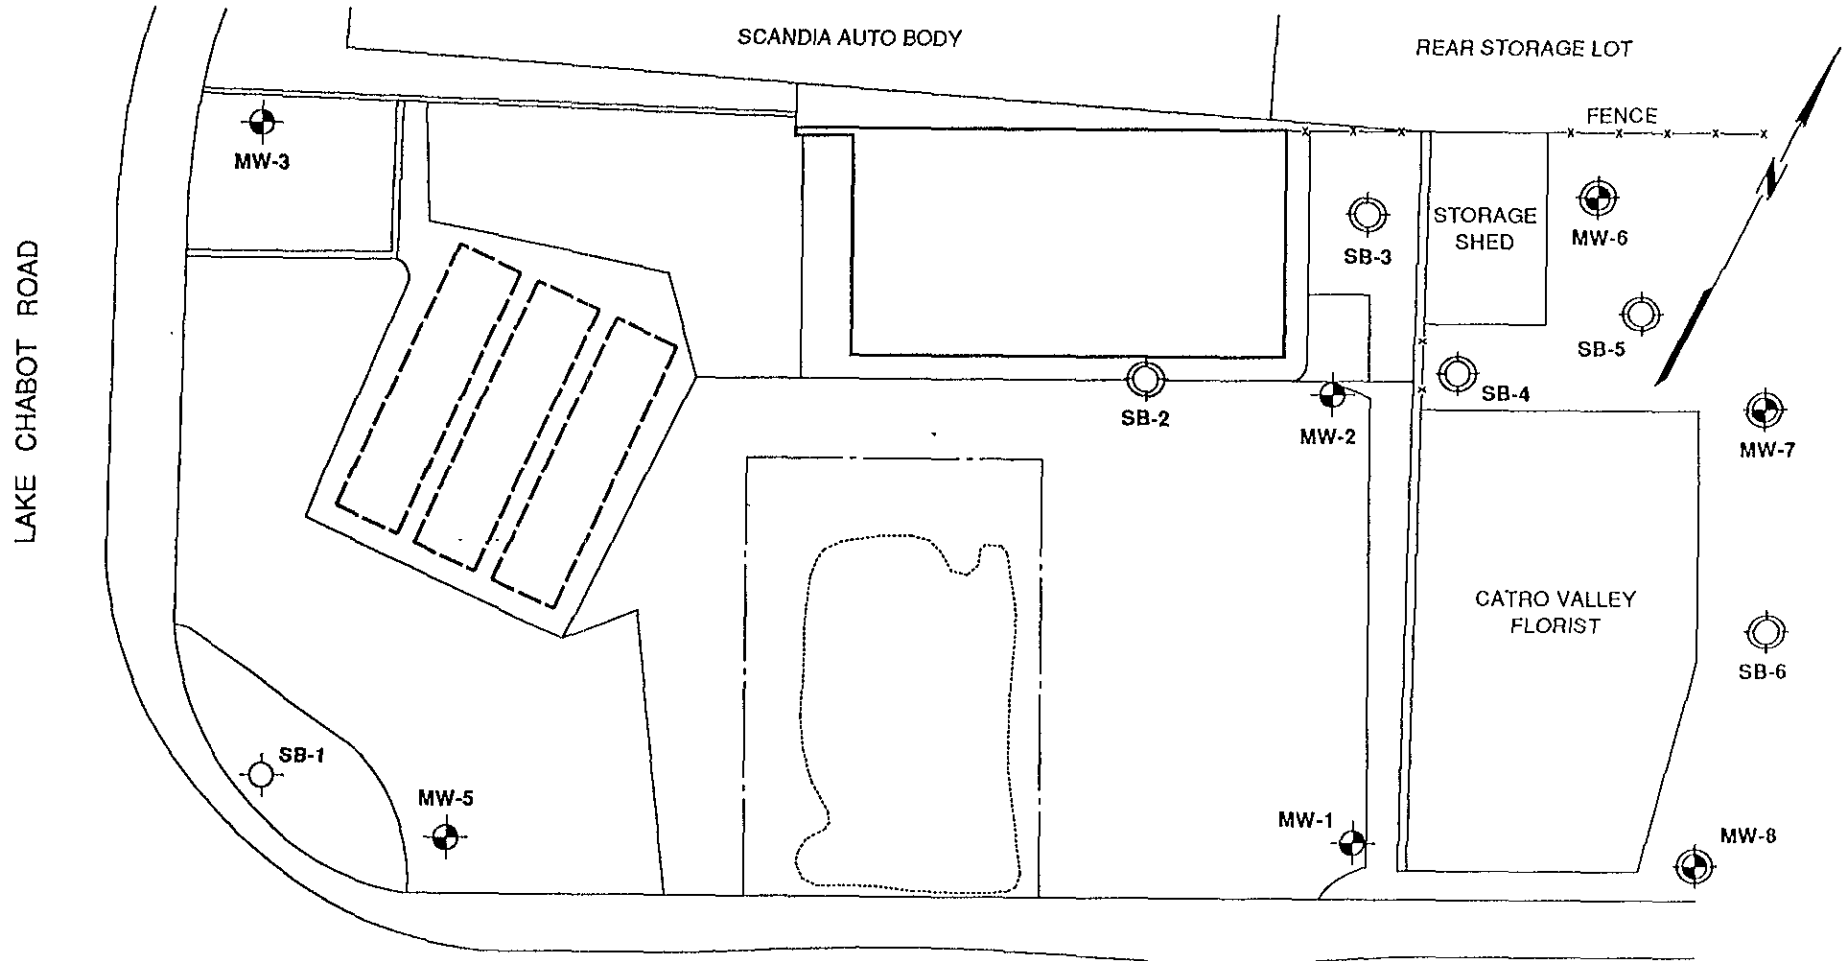 SCANDIA AUTO BODY
REAR STORAGE LOT
FENCE
MW-3
STORAGE
SHED
MW-6
SB-3
N
LAKE CHABOT ROAD
SB-5
SB-4
SB-2
MW-2
MW-7
CATRO VALLEY
FLORIST
SB-6
SB-1
MW-5
MW-1
MW-8